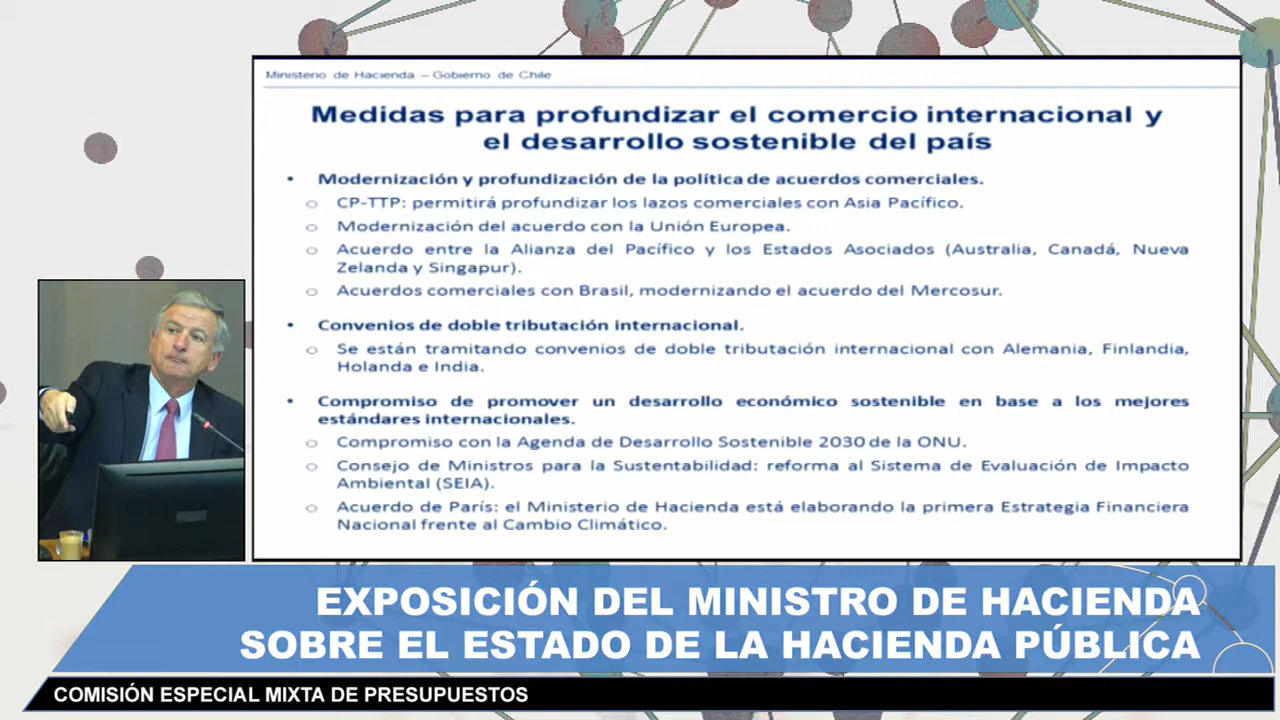 Ministerio de Hacienda – Gobierno de Chile
Medidas para profundizar el comercio internacional y
el desarrollo sostenible del país
• Modernización y profundización de la política de acuerdos comerciales.
○ CP-TTP: permitirá profundizar los lazos comerciales con Asia Pacífico.
○ Modernización del acuerdo con la Unión Europea.
○ Acuerdo entre la Alianza del Pacífico y los Estados Asociados (Australia, Canadá, Nueva
Zelanda y Singapur).
○ Acuerdos comerciales con Brasil, modernizando el acuerdo del Mercosur.
• Convenios de doble tributación internacional.
○ Se están tramitando convenios de doble tributación internacional con Alemania, Finlandia,
Holanda e India.
• Compromiso de promover un desarrollo económico sostenible en base a los mejores
estándares internacionales.
○ Compromiso con la Agenda de Desarrollo Sostenible 2030 de la ONU.
○ Consejo de Ministros para la Sustentabilidad: reforma al Sistema de Evaluación de Impacto
Ambiental (SEIA).
○ Acuerdo de París: el Ministerio de Hacienda está elaborando la primera Estrategia Financiera
Nacional frente al Cambio Climático.
EXPOSICIÓN DEL MINISTRO DE HACIENDA
SOBRE EL ESTADO DE LA HACIENDA PÚBLICA
COMISIÓN ESPECIAL MIXTA DE PRESUPUESTOS